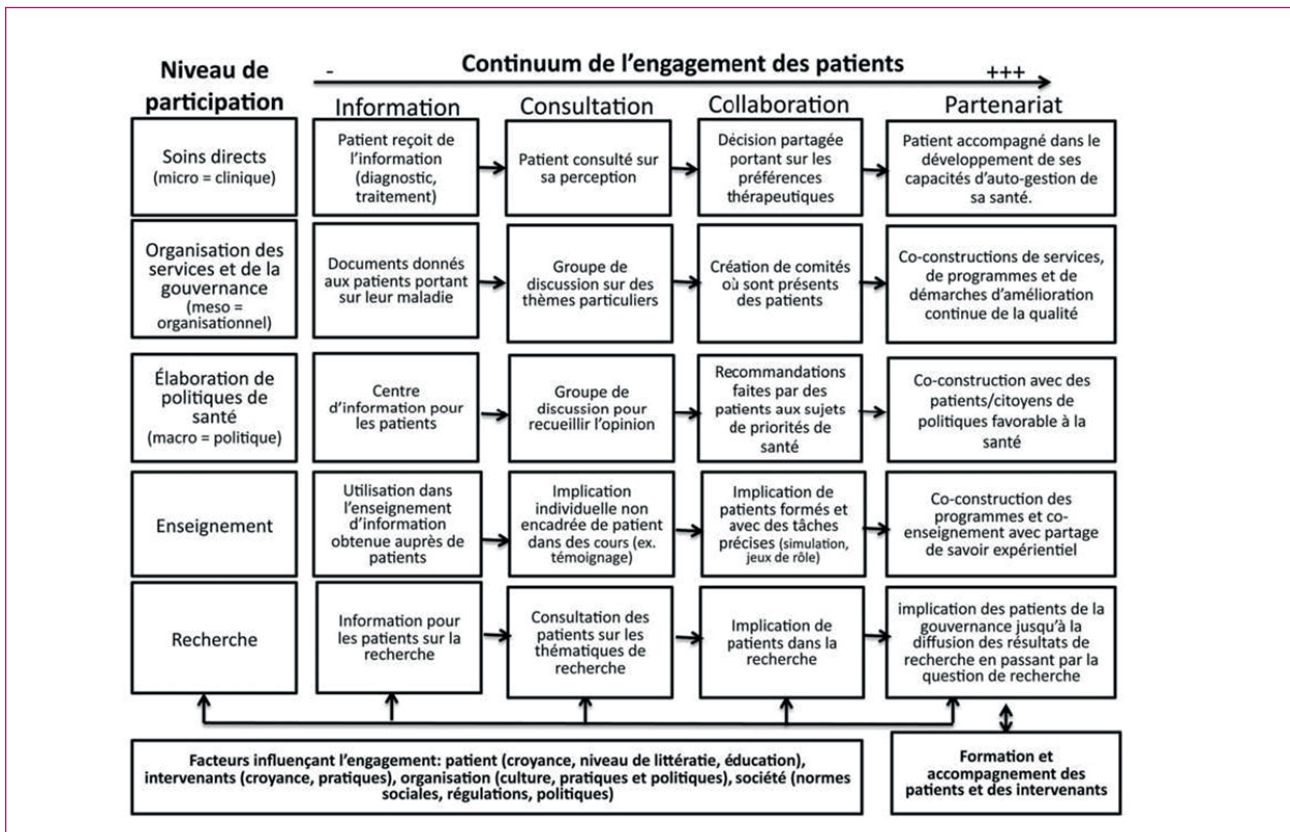 Niveau de
participation
- Continuum de l'engagement des patients +++
Information
Consultation
Collaboration
Partenariat
Soins directs
(micro = clinique)
Patient reçoit de
l'information
(diagnostic,
traitement)
Patient consulté sur
sa perception
Décision partagée
portant sur les
préférences
thérapeutiques
Patient accompagné dans le
développement de ses
capacités d'auto-gestion de
sa santé.
Organisation des
services et de la
gouvernance
(meso =
organisationnel)
Documents donnés
aux patients portant
sur leur maladie
Groupe de
discussion sur des
thèmes particuliers
Création de comités
où sont présents
des patients
Co-constructions de services,
de programmes et de
démarches d'amélioration
continue de la qualité
Élaboration de
politiques de
santé
(macro = politique)
Centre
d'information pour
les patients
Groupe de
discussion pour
recueillir l'opinion
Recommandations
faites par des
patients aux sujets
de priorités de
santé
Co-construction avec des
patients/citoyens de
politiques favorable à la
santé
Enseignement
Utilisation dans
l'enseignement
d'information
obtenue auprès de
patients
Implication
individuelle non
encadrée de patient
dans des cours (ex.
témoignage)
Implication de
patients formés et
avec des tâches
précises (simulation,
jeux de rôle)
Co-construction des
programmes et co-
enseignement avec partage
de savoir expérientiel
Recherche
Information pour
les patients sur la
recherche
Consultation des
patients sur les
thématiques de
recherche
Implication de
patients dans la
recherche
implication des patients de la
gouvernance jusqu'à la
diffusion des résultats de
recherche en passant par la
question de recherche
Facteurs influençant l'engagement: patient (croyance, niveau de littératie, éducation),
intervenants (croyance, pratiques), organisation (culture, pratiques et politiques), société (normes
sociales, régulations, politiques)
Formation et
accompagnement des
patients et des intervenants